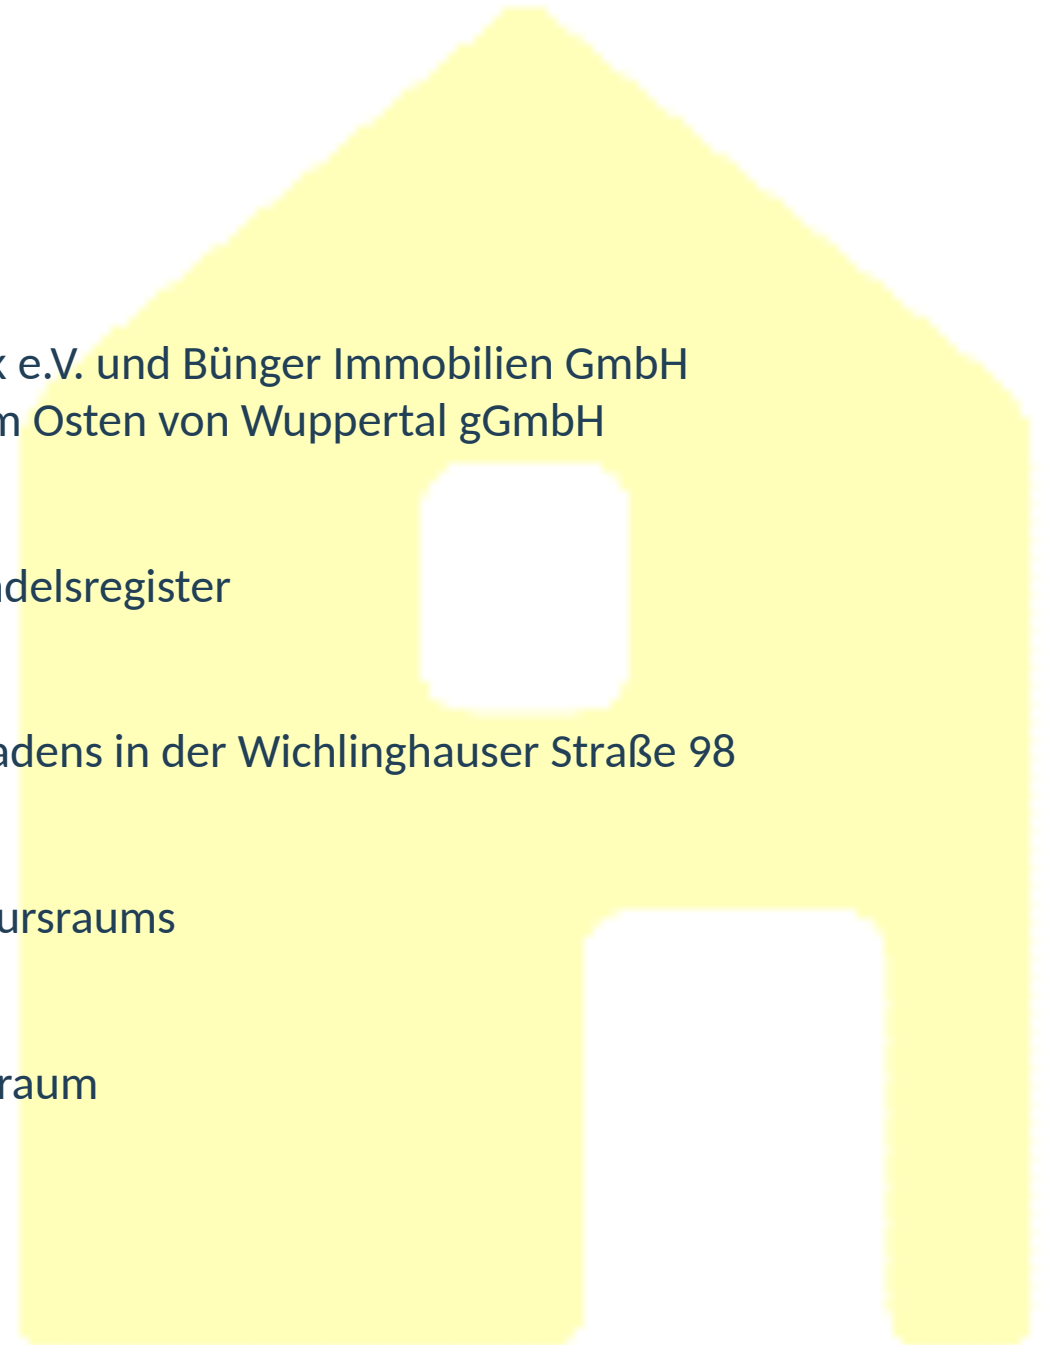 e.V. und Bünger Immobilien GmbH
Osten von Wuppertal gGmbH
delsregister
adens in der Wichlinghauser Straße 98
ursraums
raum